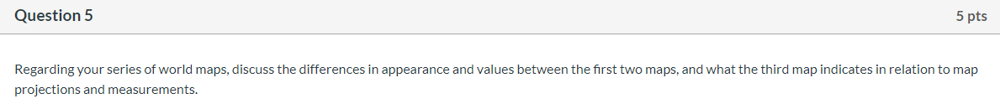 Question 5
5 pts
Regarding your series of world maps, discuss the differences in appearance and values between the first two maps, and what the third map indicates in relation to map
projections and measurements.